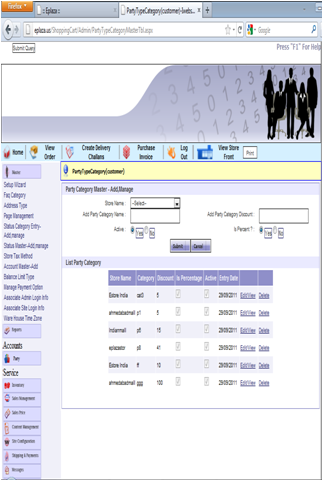 Firefox
Eplaza
PartyTypeCategory(customer)-Iwebs...
eplaza.us/ShoppingCart/Admin/PartyTypeCategoryMasterTbl.aspx
Google
Submit Query
Press "F1" For Help
Home
View Order
Create Delivery Challans
Purchase Invoice
Log Out
View Store Front
Print
PartyTypeCategory(customer)
Setup Wizard
Faq Category
Address Type
Page Management
Status Category Entry-Add,manage
Status Master-Add,manage
Store Tax Method
Account Master-Add
Balance Limit Type
Manage Payment Option
Associate Admin Login Info
Associate Site Login Info
Ware House Time Zone
Reports
Accounts
Party
Service
Inventories
Sales Management
Sales Price
Content Management
Site Configuration
Shipping & Payments
Messages
Party Category Master - Add,Manage
Store Name: --Select--
Add Party Category Name:
Add Party Category Discount:
Active Yes No
Is Percent ? Yes No
Submit Cancel
List Party Category
Store Name Category Discount Is Percentage Active Entry Date
Estore India cat3 5 29/09/2011 Edit/View Delete
ahmedabadmall p1 5 29/09/2011 Edit/View Delete
Indianmall p5 15 29/09/2011 Edit/View Delete
eplazastor p8 41 29/09/2011 Edit/View Delete
Estore India ff 10 29/09/2011 Edit/View Delete
ahmedabadmall ppp 100 29/09/2011 Edit/View Delete